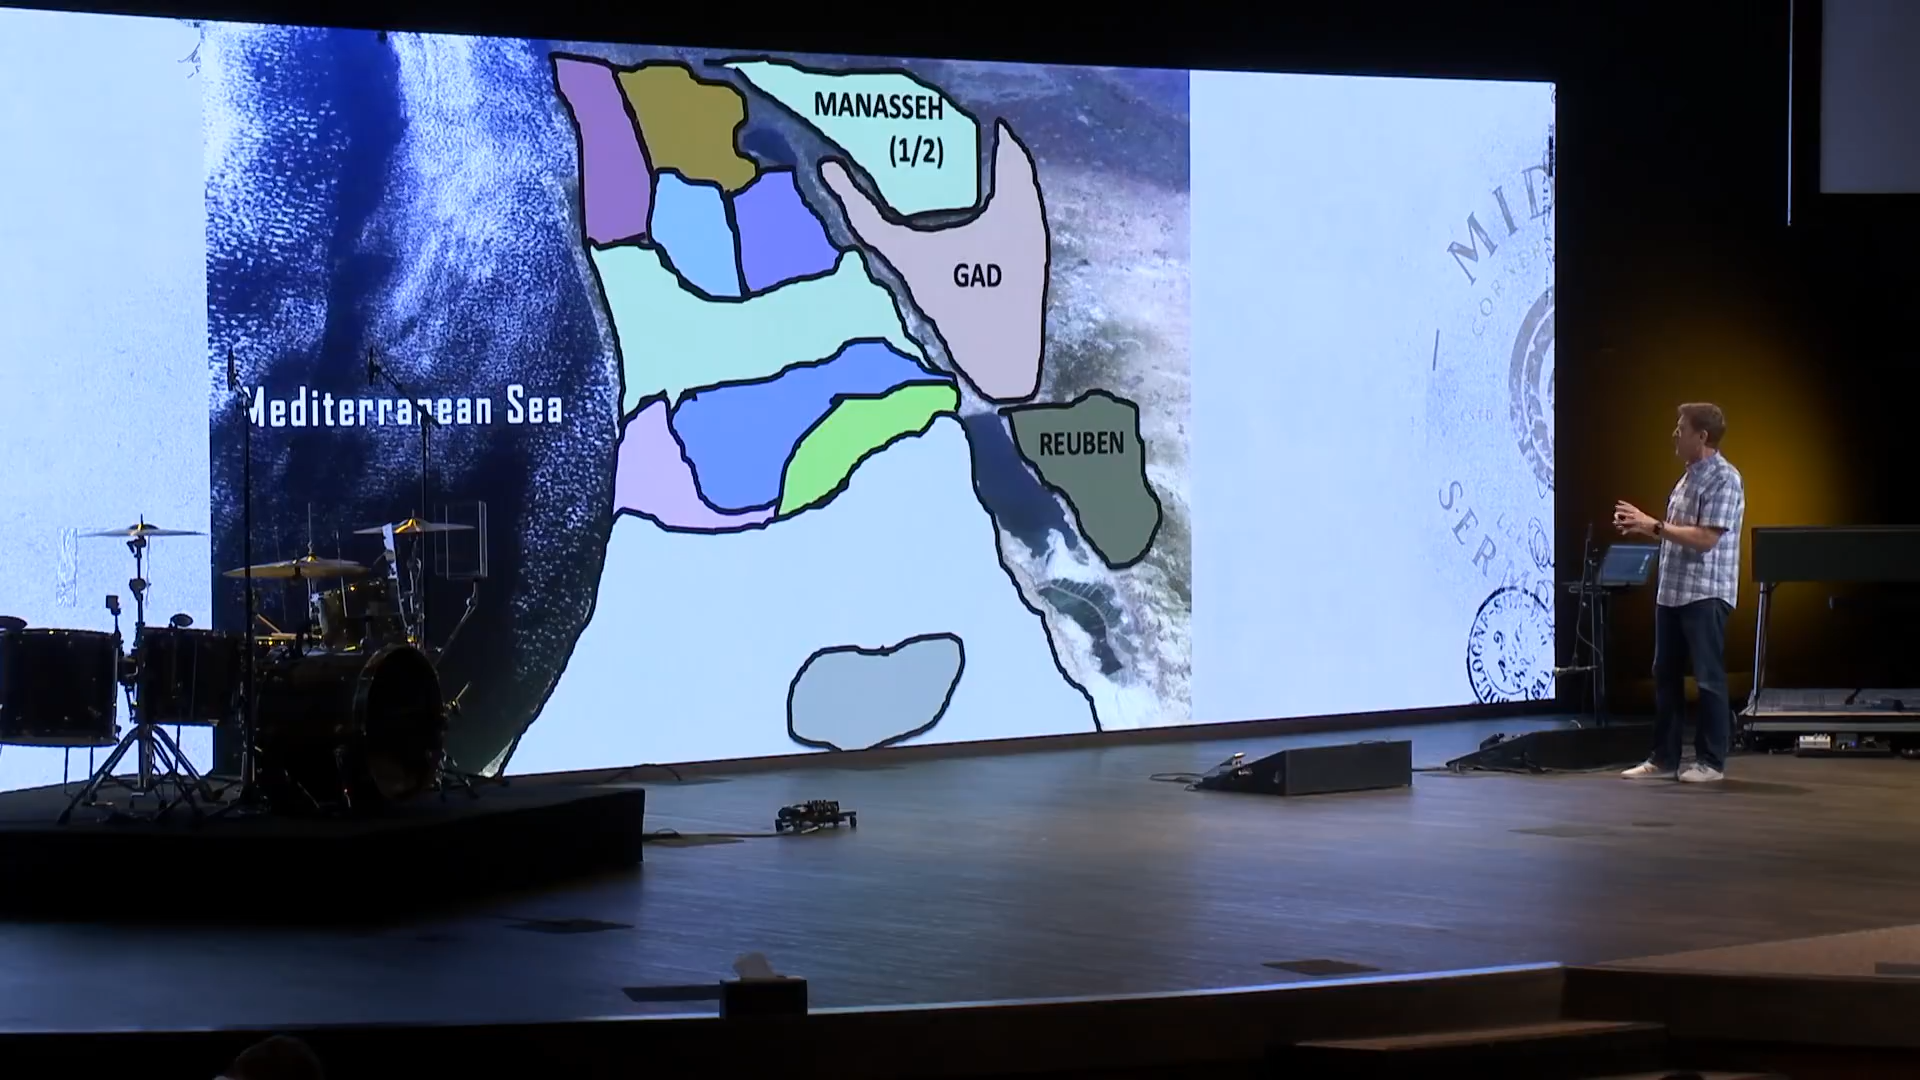 MANASSEH
(1/2)
GAD
Mediterranean Sea
REUBEN